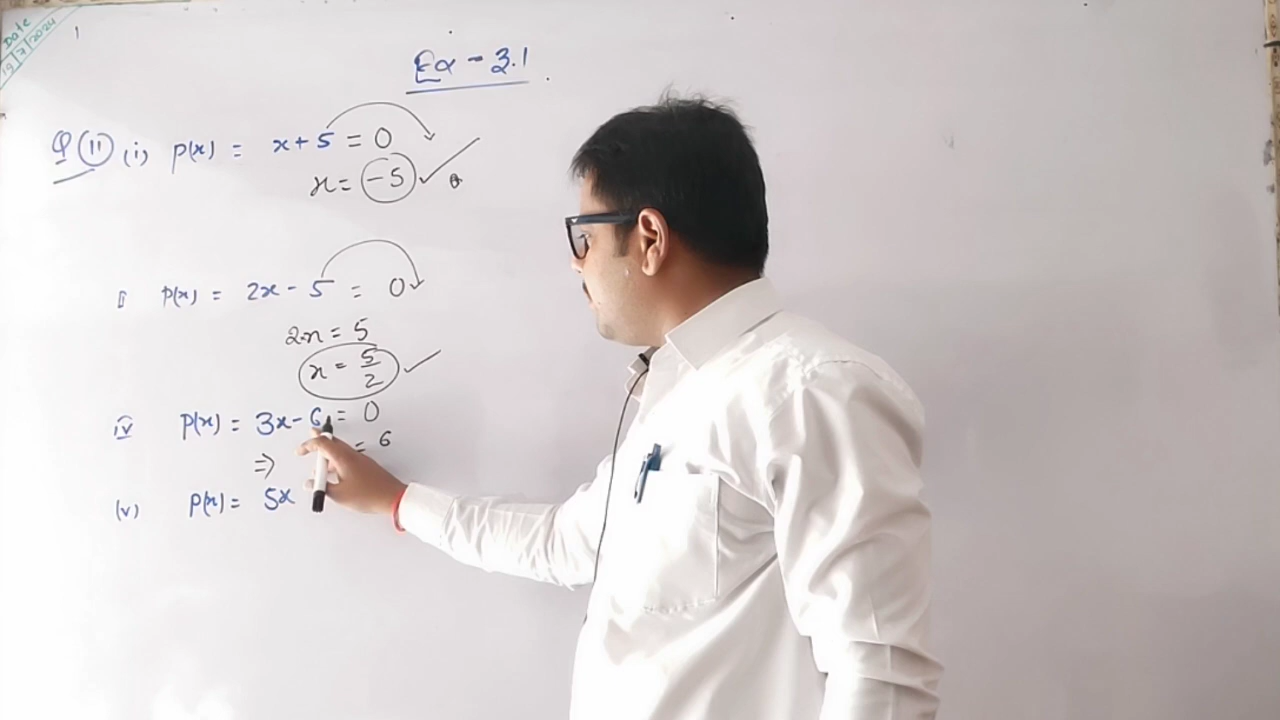 Date
19/7/2024
Ex - 3.1
Q (11) (i) p(x) = x + 5 = 0
x = -5 ✓
p(x) = 2x - 5 = 0
2x = 5
x = 5/2 ✓
iv p(x) = 3x - 6 = 0
⇒ = 6
(v) p(x) = 5x